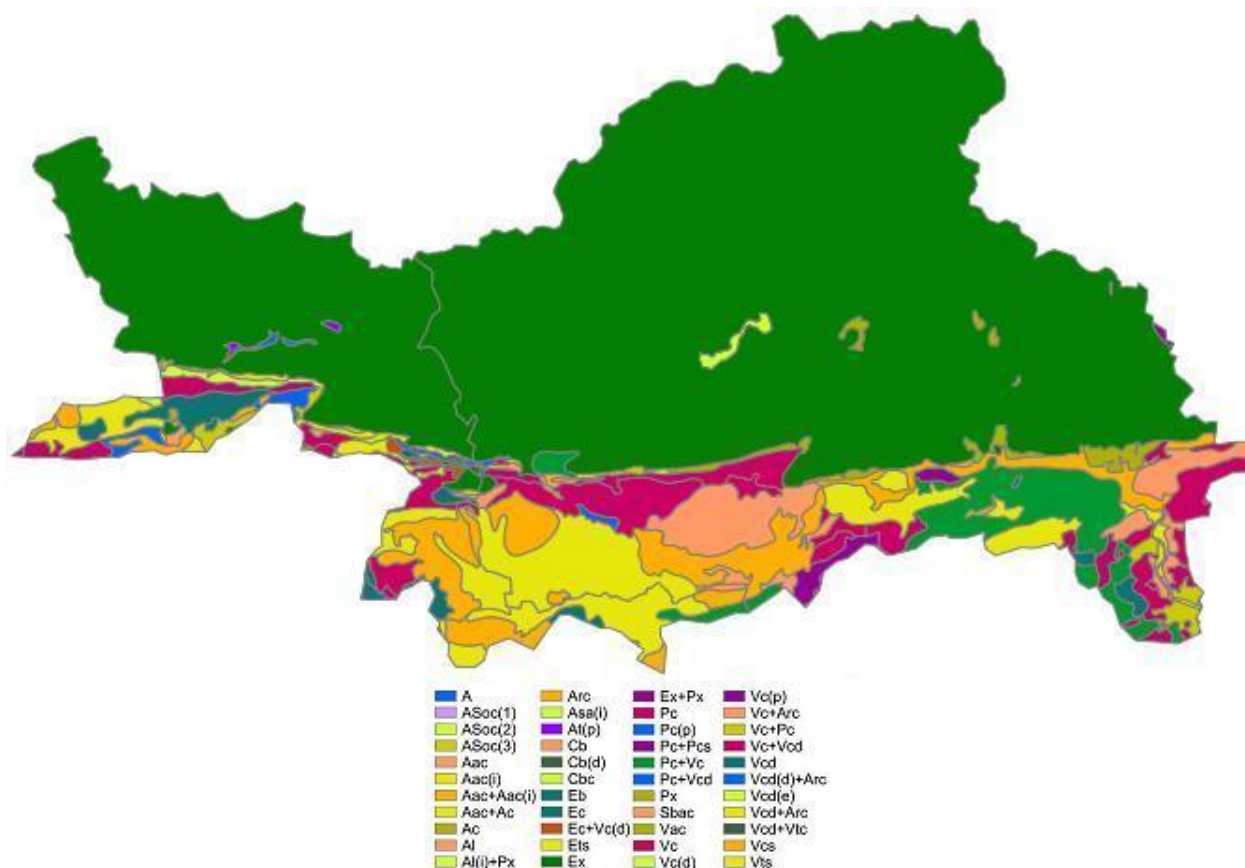 A
ASoc(1)
ASoc(2)
ASoc(3)
Aac
Aac(i)
Aac+Aac(i)
Aac+Ac
Ac
Al
Al(i)+Px
Arc
Asa(i)
At(p)
Cb
Cb(d)
Cbc
Eb
Ec
Ec+Vc(d)
Ets
Ex
Ex+Px
Pc
Pc(p)
Pc+Pcs
Pc+Vc
Pc+Vcd
Px
Sbac
Vac
Vc
Vc(d)
Vc(p)
Vc+Arc
Vc+Pc
Vc+Vcd
Vcd
Vcd(d)+Arc
Vcd(e)
Vcd+Arc
Vcd+Vtc
Vcs
Vts